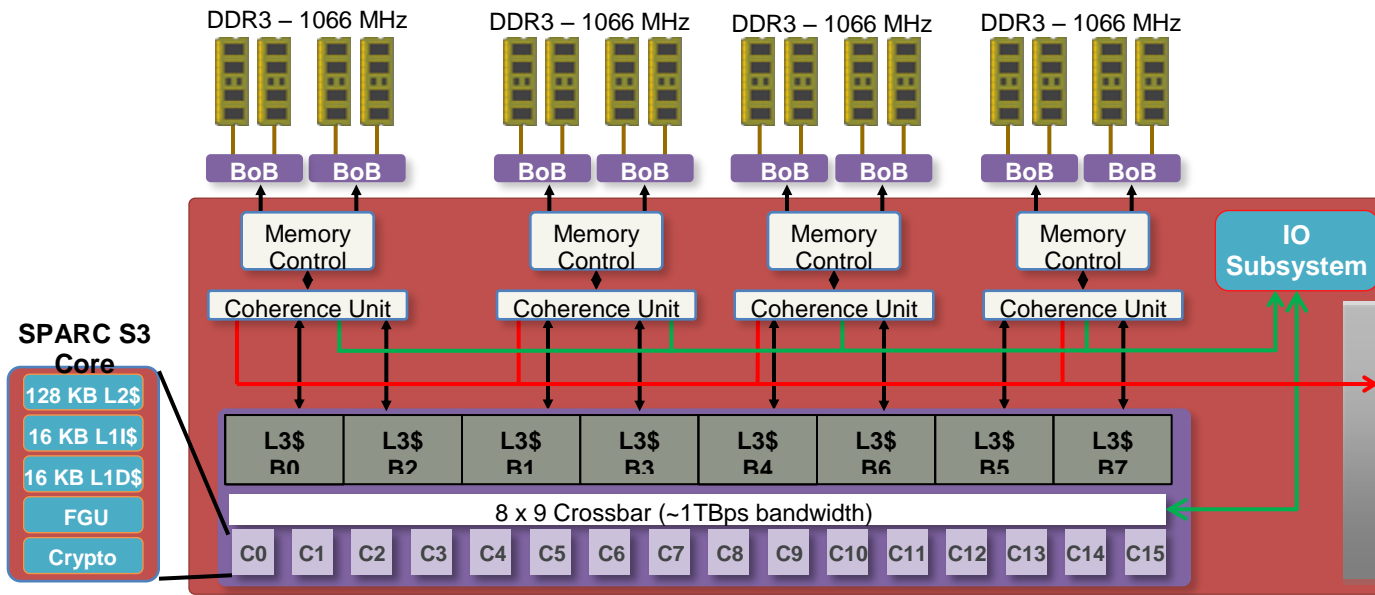 DDR3 – 1066 MHz
DDR3 – 1066 MHz
DDR3 – 1066 MHz
DDR3 – 1066 MHz
BoB
BoB
BoB
BoB
BoB
BoB
BoB
BoB
Memory
Control
Memory
Control
Memory
Control
Memory
Control
IO
Subsystem
Coherence Unit
Coherence Unit
Coherence Unit
Coherence Unit
SPARC S3
Core
128 KB L2$
16 KB L1I$
16 KB L1D$
FGU
Crypto
L3$
B0
L3$
B2
L3$
B1
L3$
B3
L3$
B4
L3$
B6
L3$
B5
L3$
B7
8 x 9 Crossbar (~1TBps bandwidth)
C0
C1
C2
C3
C4
C5
C6
C7
C8
C9
C10
C11
C12
C13
C14
C15